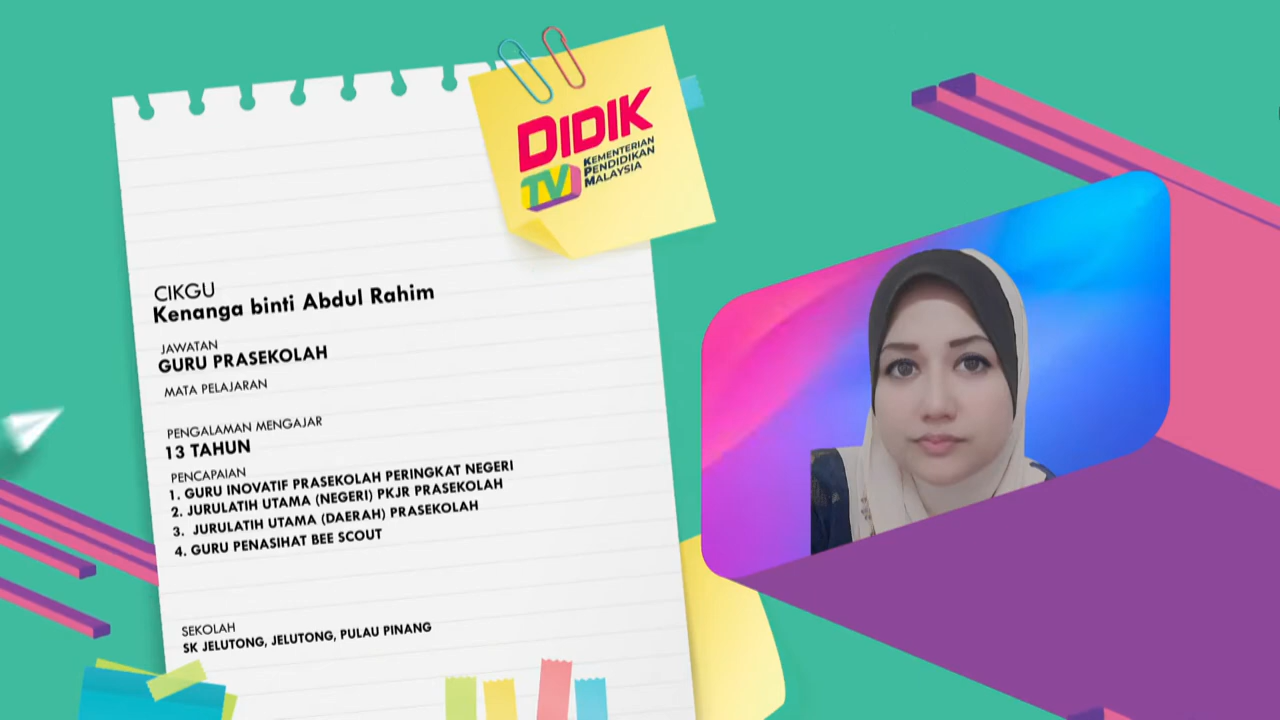 DIDIK
TV
KEMENTERIAN
PENDIDIKAN
MALAYSIA
CIKGU
Kenanga binti Abdul Rahim
JAWATAN
GURU PRASEKOLAH
MATA PELAJARAN
PENGALAMAN MENGAJAR
13 TAHUN
PENCAPAIAN
1. GURU INOVATIF PRASEKOLAH PERINGKAT NEGERI
2. JURULATIH UTAMA (NEGERI) PKJR PRASEKOLAH
3. JURULATIH UTAMA (DAERAH) PRASEKOLAH
4. GURU PENASIHAT BEE SCOUT
SEKOLAH
SK JELUTONG, JELUTONG, PULAU PINANG